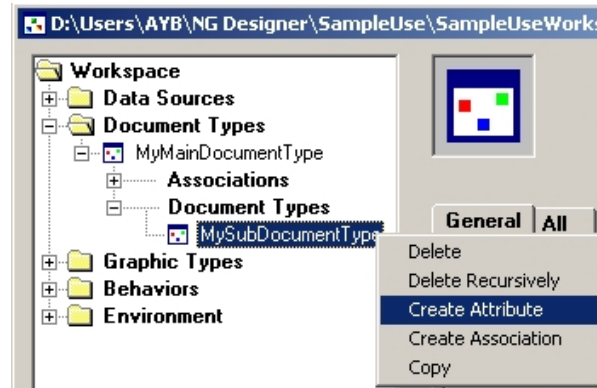 D:\Users\AYB\NG Designer\SampleUse\SampleUseWorks
Workspace
Data Sources
Document Types
MyMainDocumentType
Associations
Document Types
MySubDocumentType
General All
Graphic Types
Behaviors
Environment
Delete
Delete Recursively
Create Attribute
Create Association
Copy